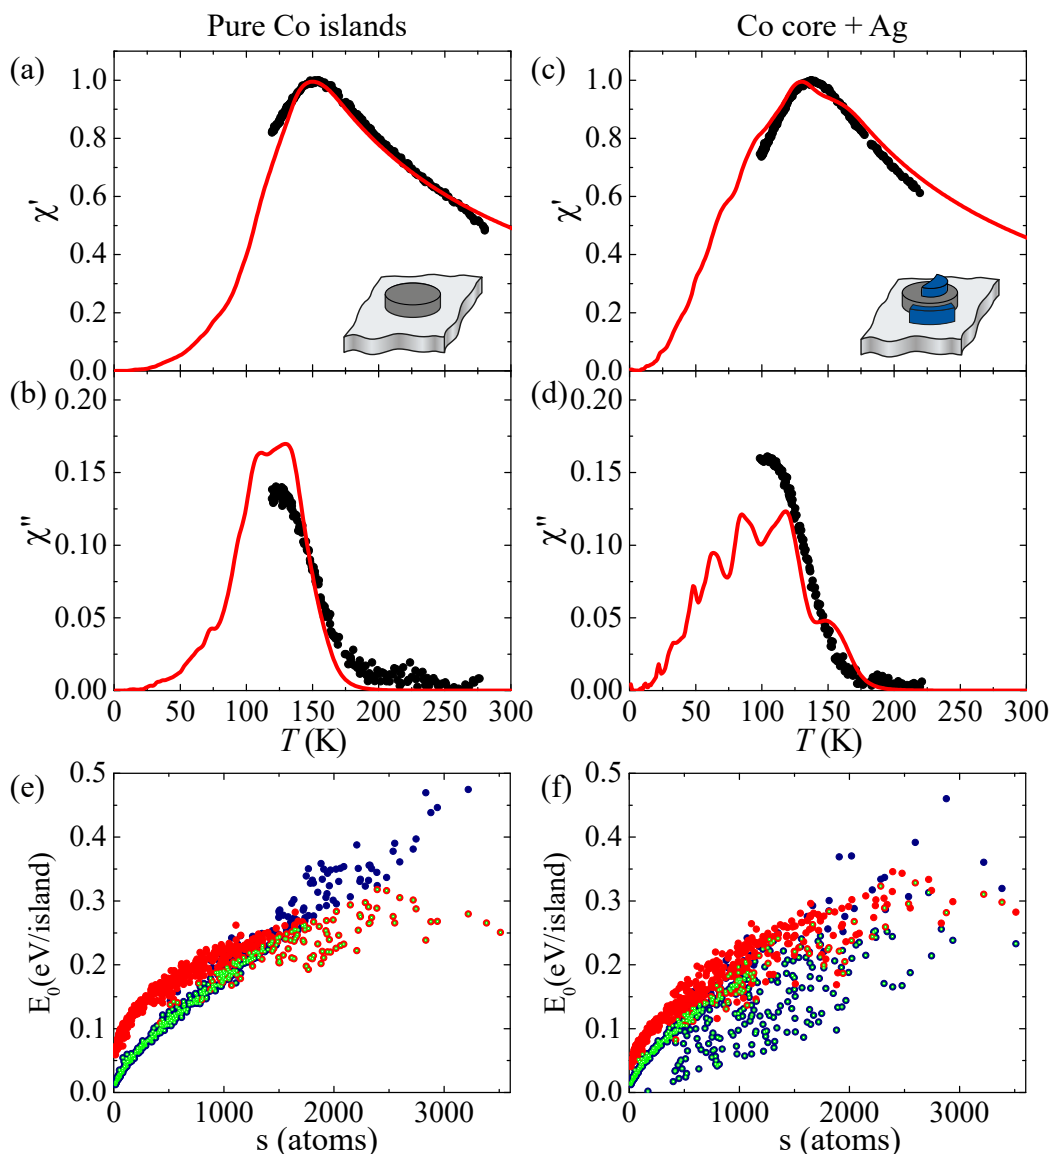 Pure Co islands
Co core + Ag
(a)
1.0
0.8
0.6
0.4
0.2
0.0
χ'
(c)
1.0
0.8
0.6
0.4
0.2
0.0
χ'
(b)
0.20
0.15
0.10
0.05
0.00
χ"
0 50 100 150 200 250 300
T (K)
(d)
0.20
0.15
0.10
0.05
0.00
χ"
0 50 100 150 200 250 300
T (K)
(e)
0.5
0.4
0.3
0.2
0.1
0.0
E0(eV/island)
0 1000 2000 3000
s (atoms)
(f)
0.5
0.4
0.3
0.2
0.1
0.0
E0(eV/island)
0 1000 2000 3000
s (atoms)